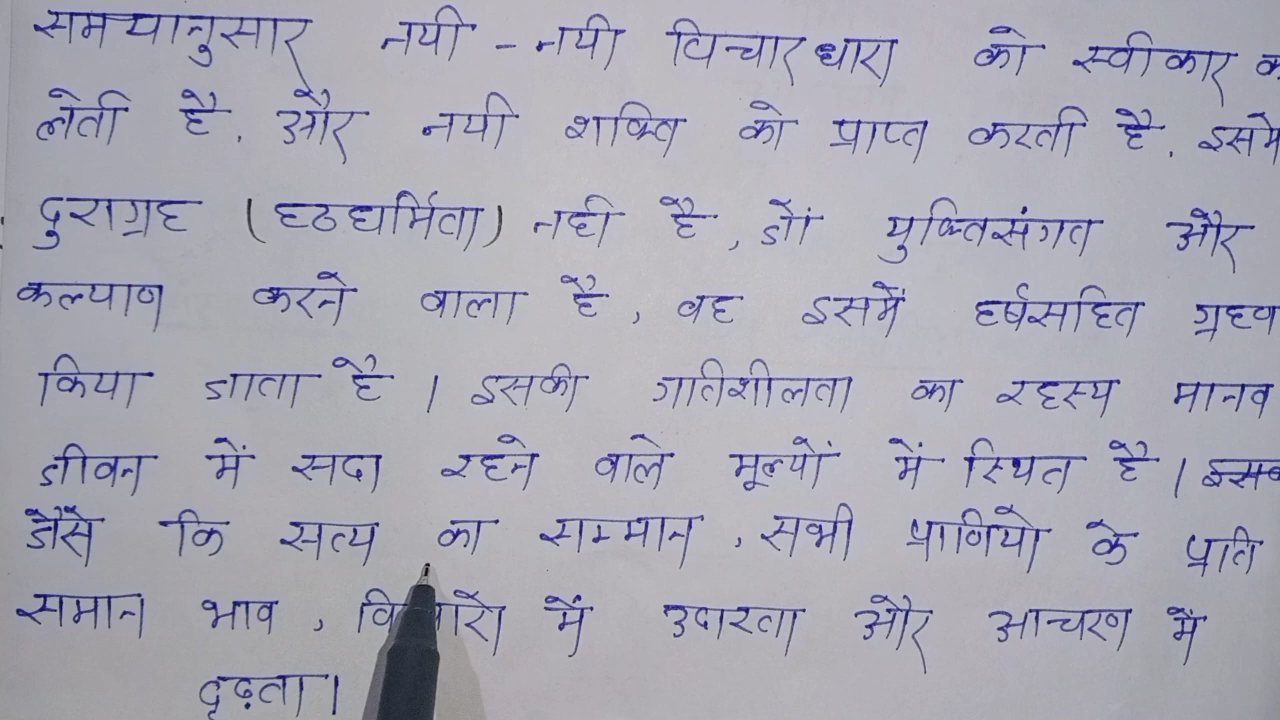 समयानुसार नयी - नयी विचारधारा को स्वीकार
लेती है, और नयी शक्ति को प्राप्त करती है, इसमे
दुराग्रह (हठधर्मिता) नही है, जों युक्तिसंगत और
कल्याण करने वाला है, वह इसमें हर्षसहित ग्रहण
किया जाता है । इसकी गतिशीलता का रहस्य मानव
जीवन में सदा रहने वाले मूल्यों में स्थित है ।
जैसे कि सत्य का सम्मान, सभी प्राणियो के प्रति
समान भाव, विचारो में उदारता और आचरण में
दृढ़ता।